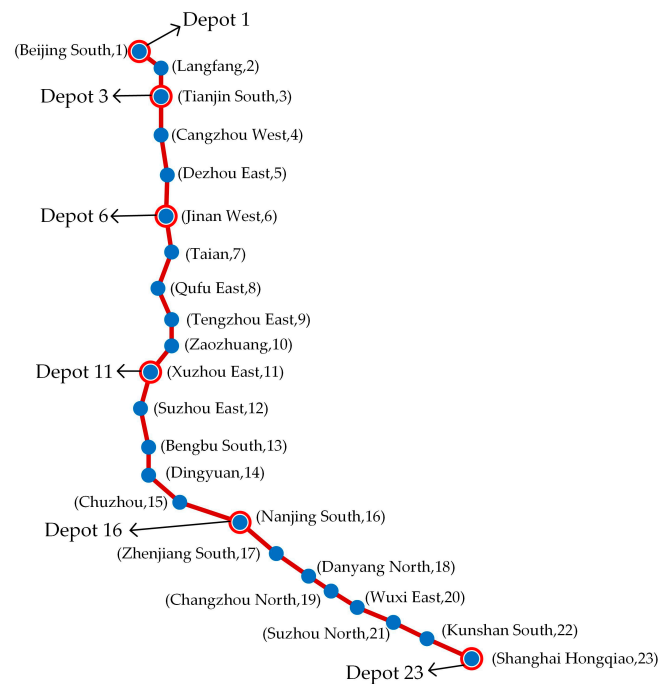 Depot 1
(Beijing South,1)
(Langfang,2)
Depot 3
(Tianjin South,3)
(Cangzhou West,4)
(Dezhou East,5)
Depot 6
(Jinan West,6)
(Taian,7)
(Qufu East,8)
(Tengzhou East,9)
(Zaozhuang,10)
Depot 11
(Xuzhou East,11)
(Suzhou East,12)
(Bengbu South,13)
(Dingyuan,14)
(Chuzhou,15)
(Nanjing South,16)
Depot 16
(Zhenjiang South,17)
(Danyang North,18)
(Changzhou North,19)
(Wuxi East,20)
(Suzhou North,21)
(Kunshan South,22)
(Shanghai Hongqiao,23)
Depot 23